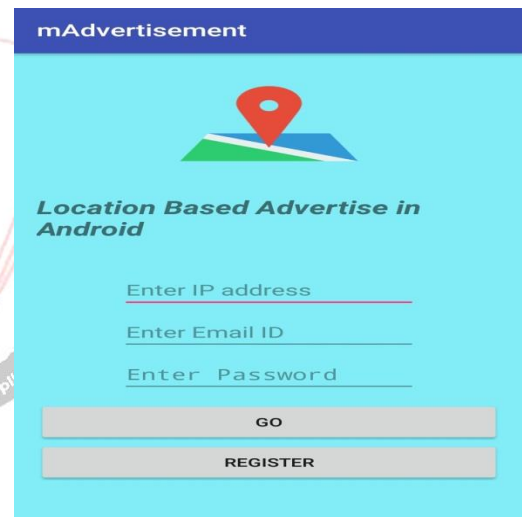 mAdvertisement
Location Based Advertise in
Android
Enter IP address
Enter Email ID
Enter Password
GO
REGISTER